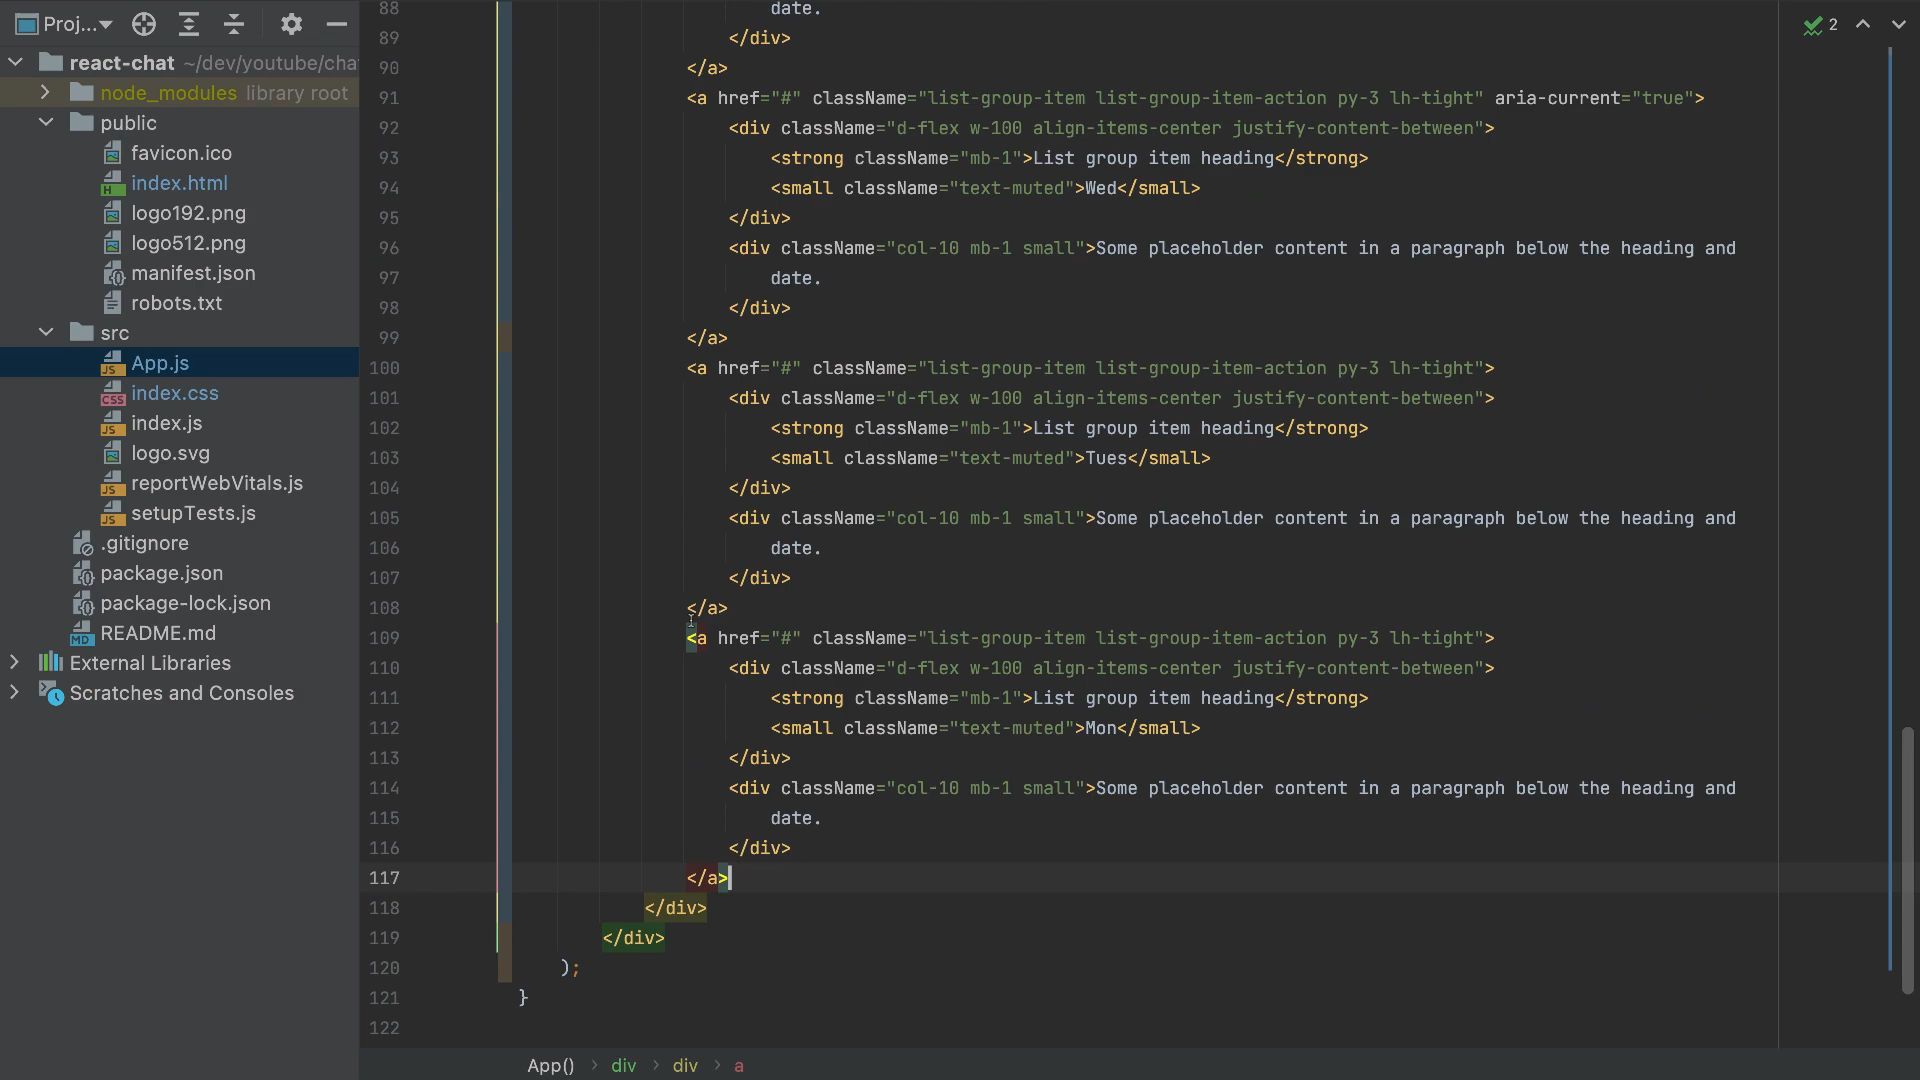 Proj...
react-chat ~/dev/youtube/cha
node_modules library root
public
favicon.ico
index.html
logo192.png
logo512.png
manifest.json
robots.txt
src
App.js
index.css
index.js
logo.svg
reportWebVitals.js
setupTests.js
.gitignore
package.json
package-lock.json
README.md
External Libraries
Scratches and Consoles
2
88 date.
89 </div>
90 </a>
91 <a href="#" className="list-group-item list-group-item-action py-3 lh-tight" aria-current="true">
92 <div className="d-flex w-100 align-items-center justify-content-between">
93 <strong className="mb-1">List group item heading</strong>
94 <small className="text-muted">Wed</small>
95 </div>
96 <div className="col-10 mb-1 small">Some placeholder content in a paragraph below the heading and
97 date.
98 </div>
99 </a>
100 <a href="#" className="list-group-item list-group-item-action py-3 lh-tight">
101 <div className="d-flex w-100 align-items-center justify-content-between">
102 <strong className="mb-1">List group item heading</strong>
103 <small className="text-muted">Tues</small>
104 </div>
105 <div className="col-10 mb-1 small">Some placeholder content in a paragraph below the heading and
106 date.
107 </div>
108 </a>
109 <a href="#" className="list-group-item list-group-item-action py-3 lh-tight">
110 <div className="d-flex w-100 align-items-center justify-content-between">
111 <strong className="mb-1">List group item heading</strong>
112 <small className="text-muted">Mon</small>
113 </div>
114 <div className="col-10 mb-1 small">Some placeholder content in a paragraph below the heading and
115 date.
116 </div>
117 </a>
118 </div>
119 </div>
120 );
121 }
122
App() > div > div > a